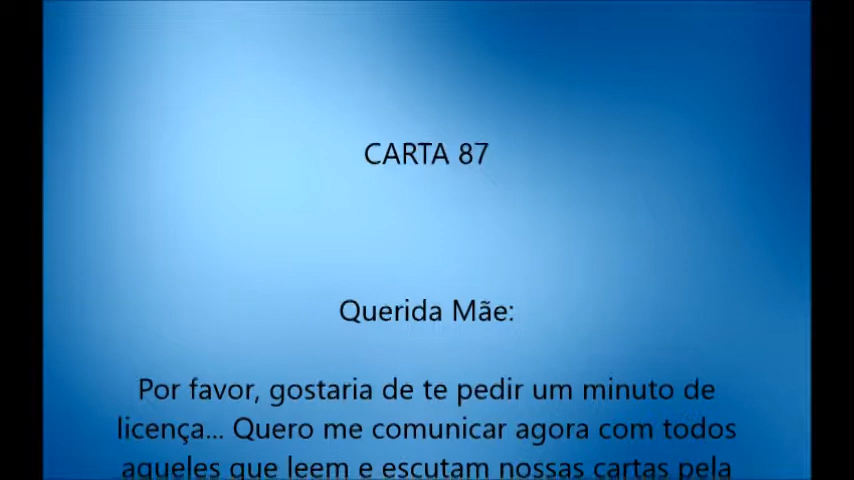 CARTA 87
Querida Mãe:
Por favor, gostaria de te pedir um minuto de
licença... Quero me comunicar agora com todos
aqueles que leem e escutam nossas cartas pela